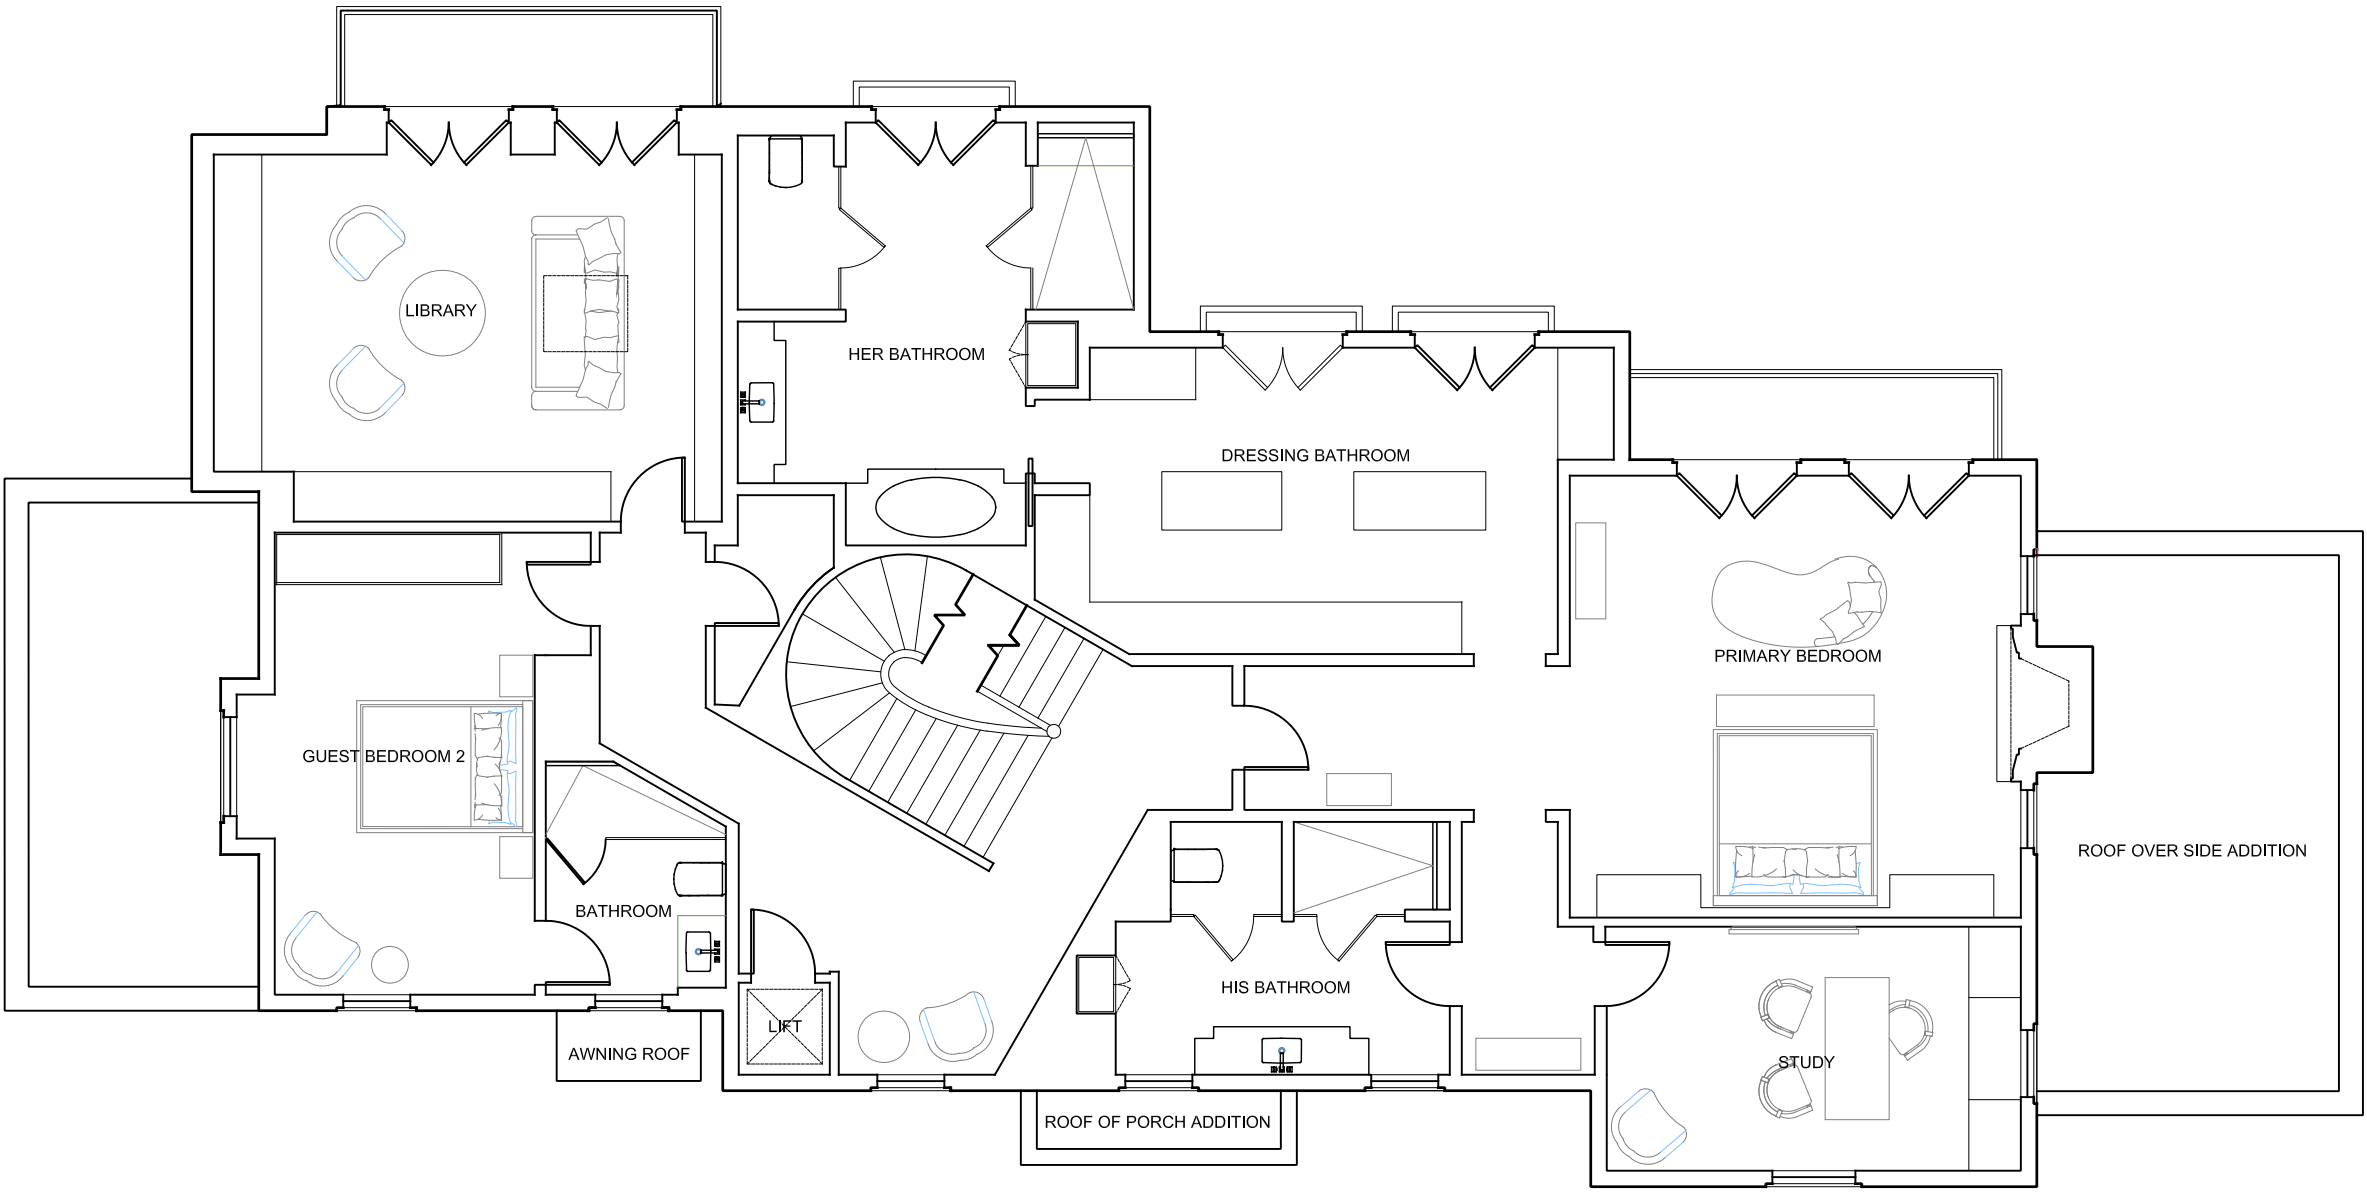 LIBRARY
HER BATHROOM
DRESSING BATHROOM
PRIMARY BEDROOM
GUEST BEDROOM 2
ROOF OVER SIDE ADDITION
BATHROOM
HIS BATHROOM
LIFT
AWNING ROOF
STUDY
ROOF OF PORCH ADDITION